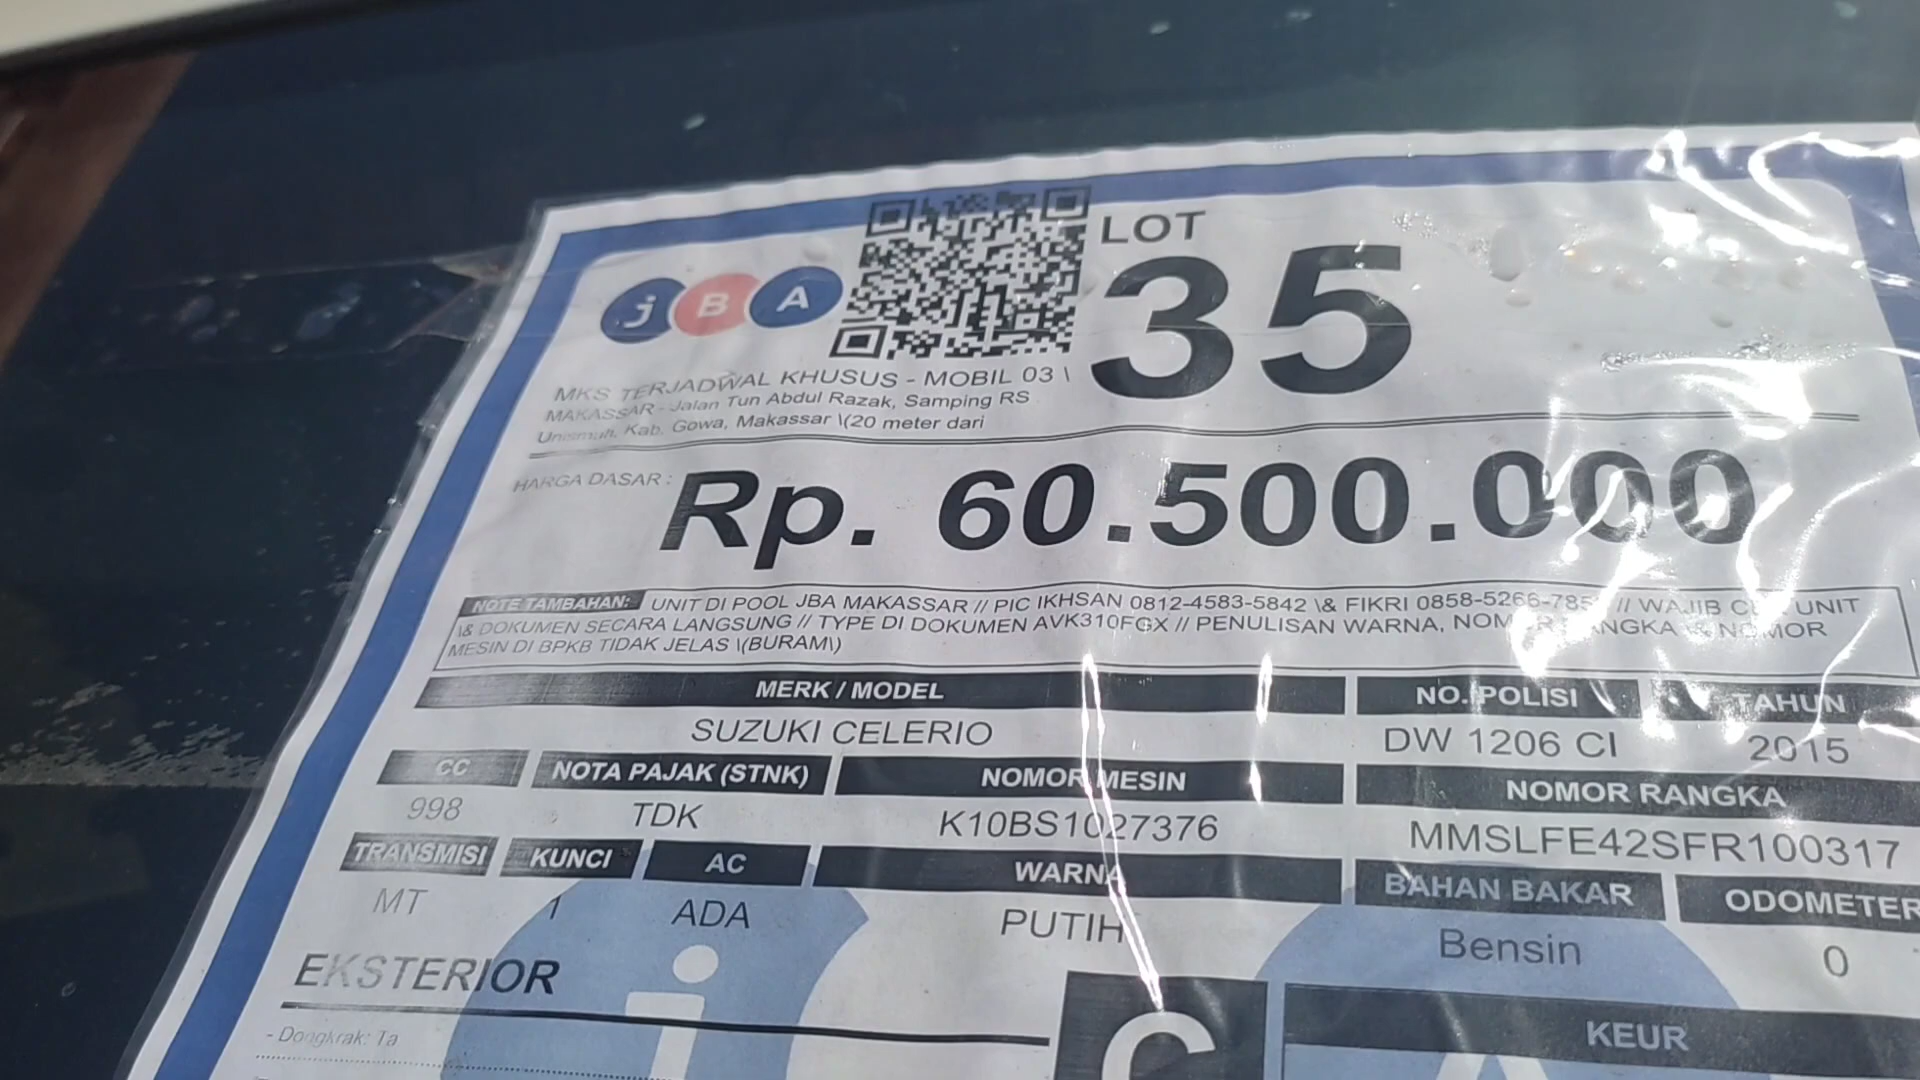 jBA
LOT
35
MKS TERJADWAL KHUSUS - MOBIL 03 \
MAKASSAR - Jalan Tun Abdul Razak, Samping RS
Unismuh, Kab. Gowa, Makassar \(20 meter dari
HARGA DASAR :
Rp. 60.500.000
NOTE TAMBAHAN: UNIT DI POOL JBA MAKASSAR // PIC IKHSAN 0812-4583-5842 \& FIKRI 0858-5266- // WAJIB UNIT
\& DOKUMEN SECARA LANGSUNG // TYPE DI DOKUMEN AVK310FGX // PENULISAN WARNA, NOMOR RANGKA & NOMOR
MESIN DI BPKB TIDAK JELAS \(BURAM\)
MERK / MODEL NO. POLISI TAHUN
SUZUKI CELERIO DW 1206 CI 2015
CC NOTA PAJAK (STNK) NOMOR MESIN NOMOR RANGKA
998 TDK K10BS1027376 MMSLFE42SFR100317
TRANSMISI KUNCI AC WARNA BAHAN BAKAR ODOMETER
MT 1 ADA PUTIH Bensin 0
EKSTERIOR
KEUR
- Dongkrak: Ta